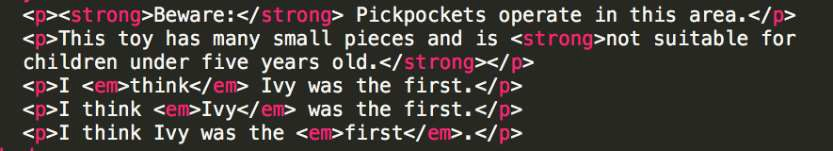 <p><strong>Beware:</strong> Pickpockets operate in this area.</p>
<p>This toy has many small pieces and is <strong>not suitable for
children under five years old.</strong></p>
<p>I <em>think</em> Ivy was the first.</p>
<p>I think <em>Ivy</em> was the first.</p>
<p>I think Ivy was the <em>first</em>.</p>